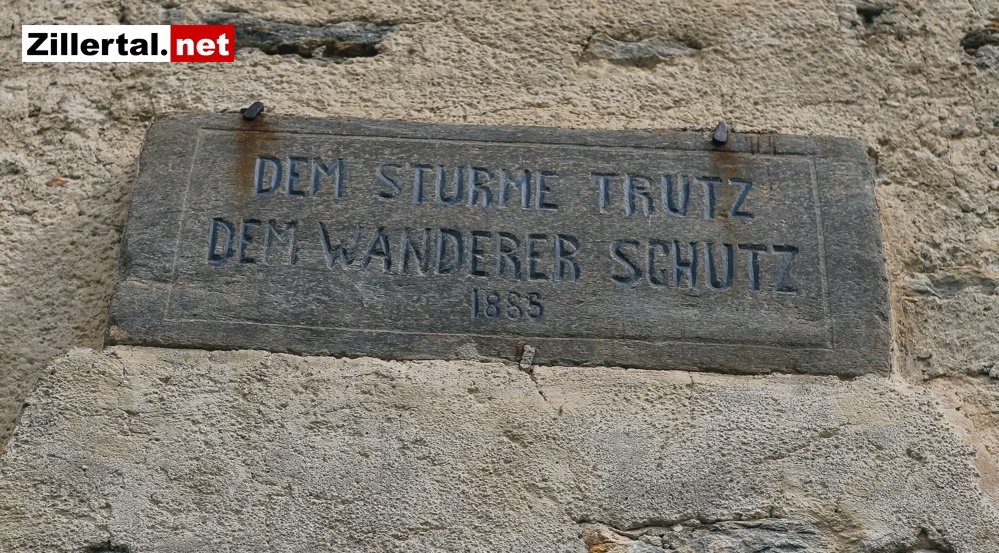 Zillertal.net
DEM STURME TRUTZ
DEM WANDERER SCHUTZ
1885